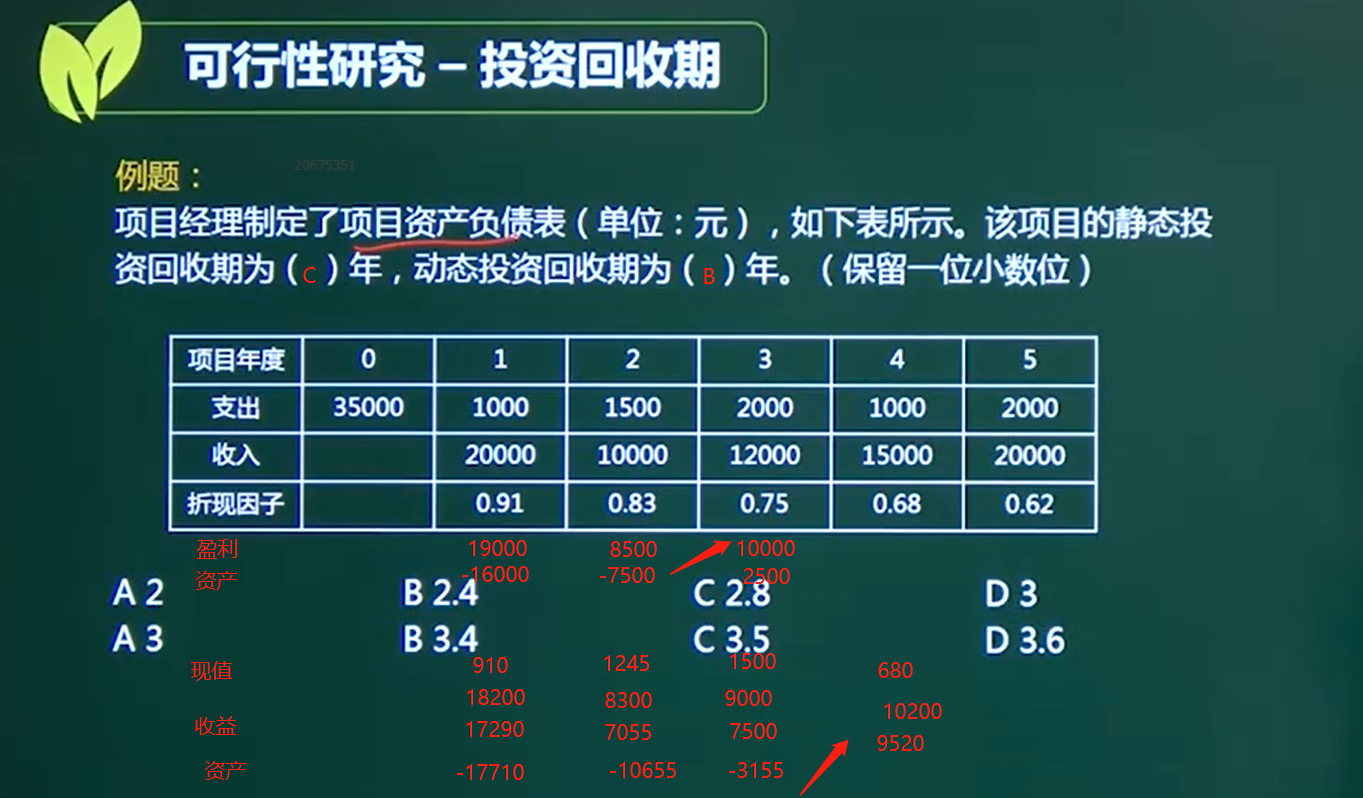 可行性研究 – 投资回收期
例题：
20675351
项目经理制定了项目资产负债表（单位：元），如下表所示。该项目的静态投
资回收期为（C）年，动态投资回收期为（B）年。（保留一位小数位）
项目年度 0 1 2 3 4 5
支出 35000 1000 1500 2000 1000 2000
收入 20000 10000 12000 15000 20000
折现因子 0.91 0.83 0.75 0.68 0.62
盈利 19000 8500 10000
资产 -16000 -7500 2500
A 2 B 2.4 C 2.8 D 3
A 3 B 3.4 C 3.5 D 3.6
现值 910 1245 1500 680
18200 8300 9000 10200
收益 17290 7055 7500 9520
资产 -17710 -10655 -3155